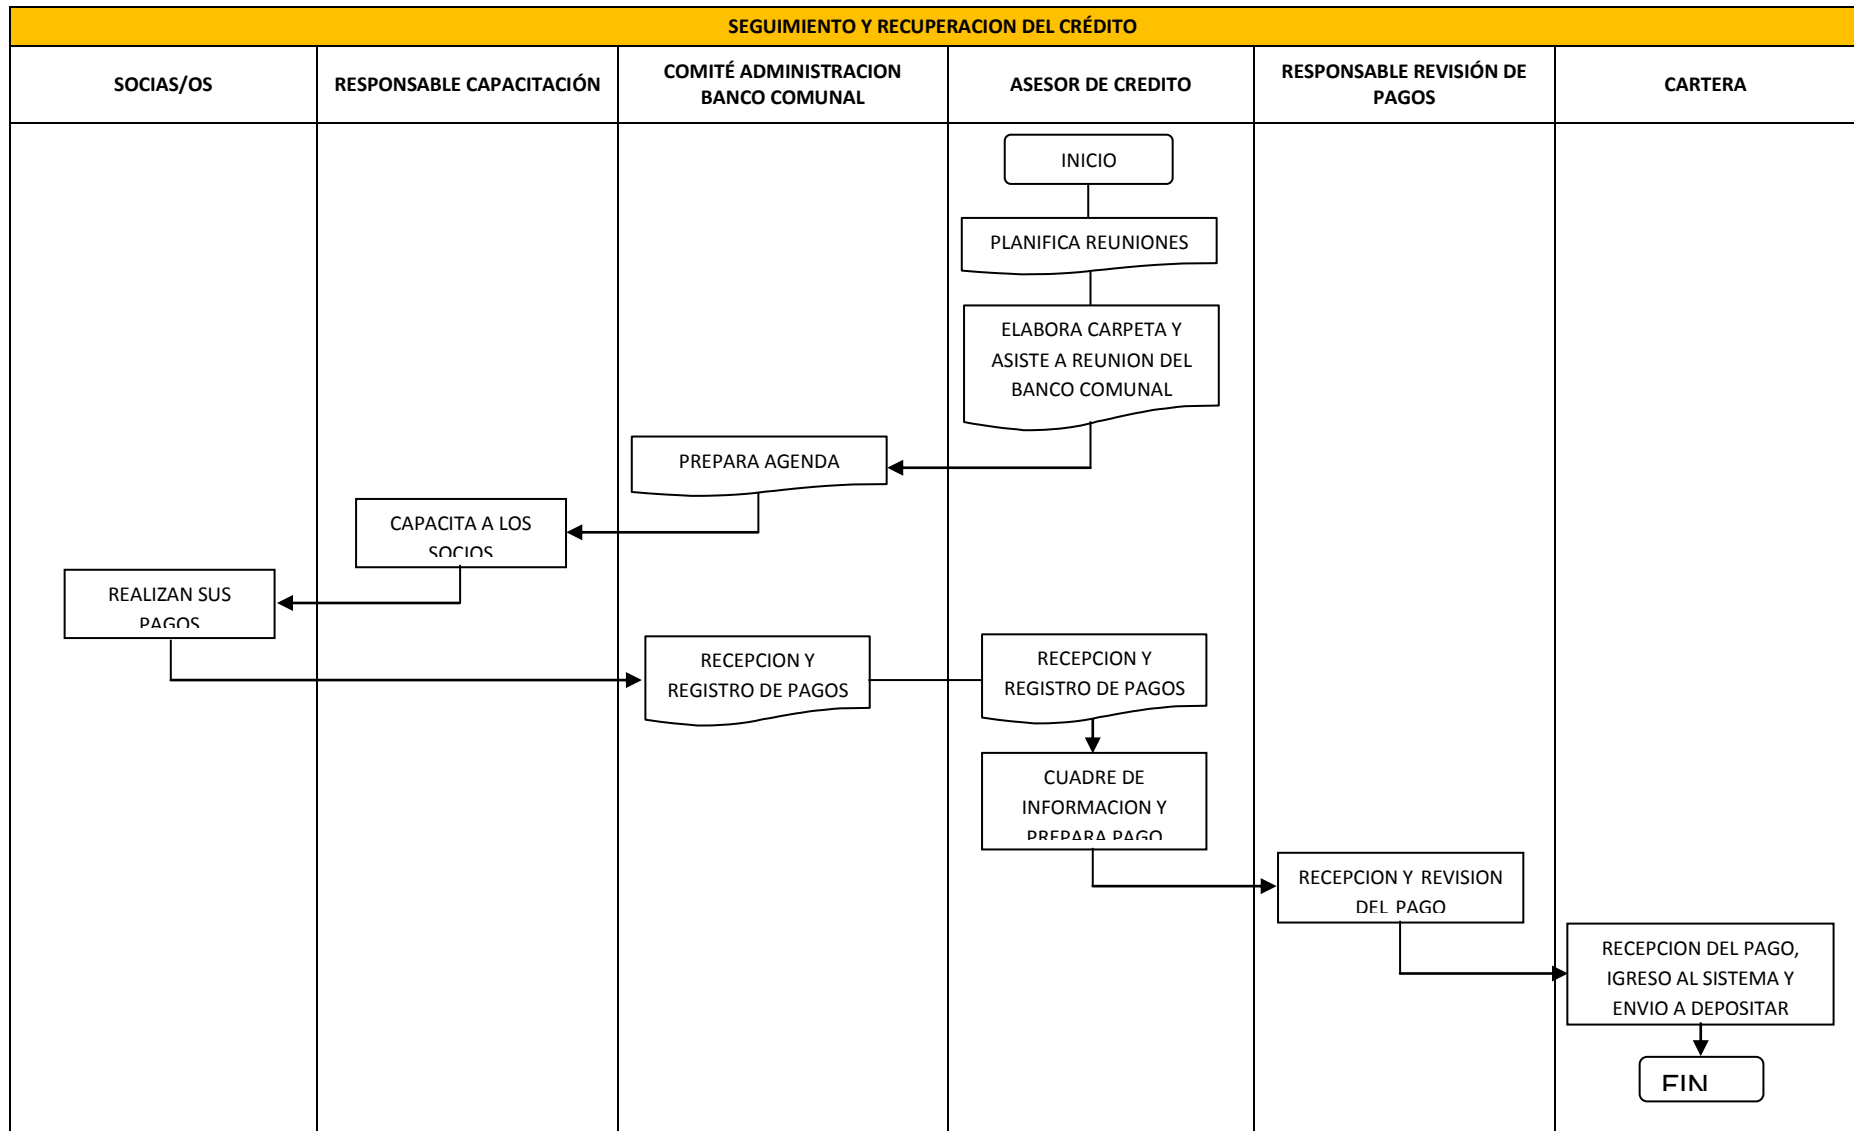 SEGUIMIENTO Y RECUPERACION DEL CRÉDITO
SOCIAS/OS
RESPONSABLE CAPACITACIÓN
COMITÉ ADMINISTRACION
BANCO COMUNAL
ASESOR DE CREDITO
RESPONSABLE REVISIÓN DE
PAGOS
CARTERA
INICIO
PLANIFICA REUNIONES
ELABORA CARPETA Y
ASISTE A REUNION DEL
BANCO COMUNAL
PREPARA AGENDA
CAPACITA A LOS
SOCIOS
REALIZAN SUS
PAGOS
RECEPCION Y
REGISTRO DE PAGOS
RECEPCION Y
REGISTRO DE PAGOS
CUADRE DE
INFORMACION Y
PREPARA PAGO
RECEPCION Y REVISION
DEL PAGO
RECEPCION DEL PAGO,
IGRESO AL SISTEMA Y
ENVIO A DEPOSITAR
FIN